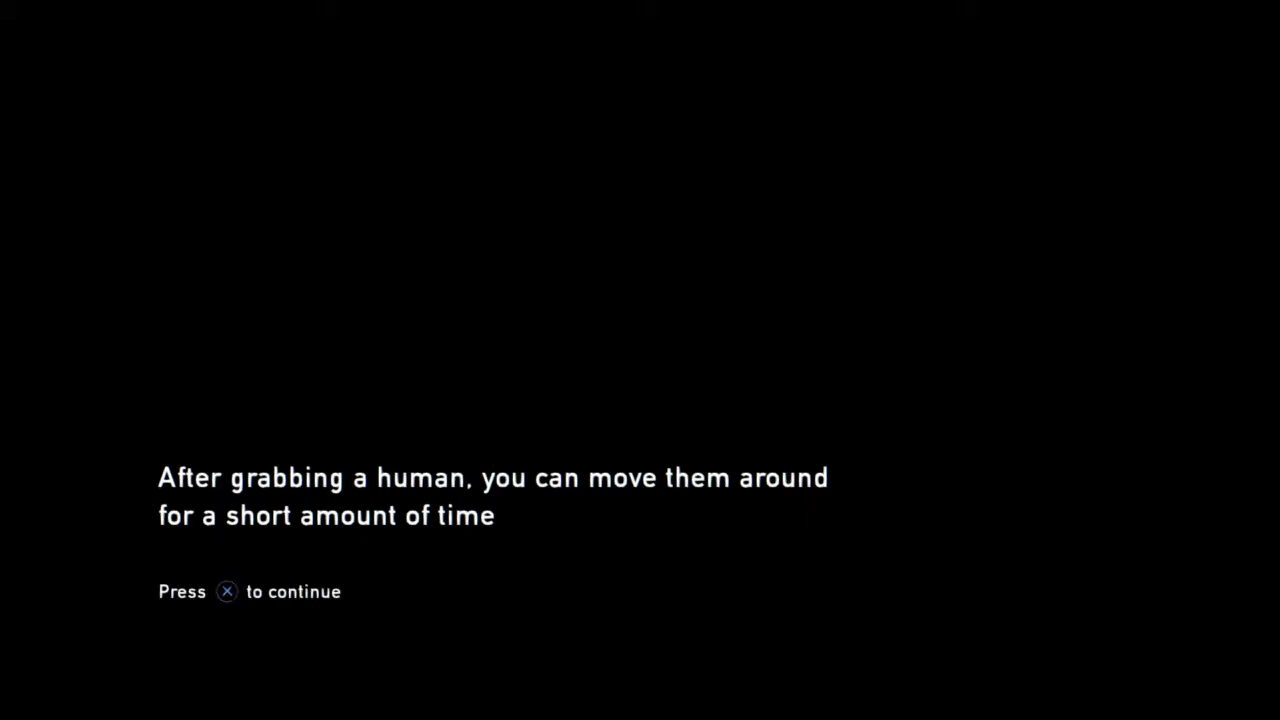 After grabbing a human, you can move them around
for a short amount of time
Press ⓧ to continue